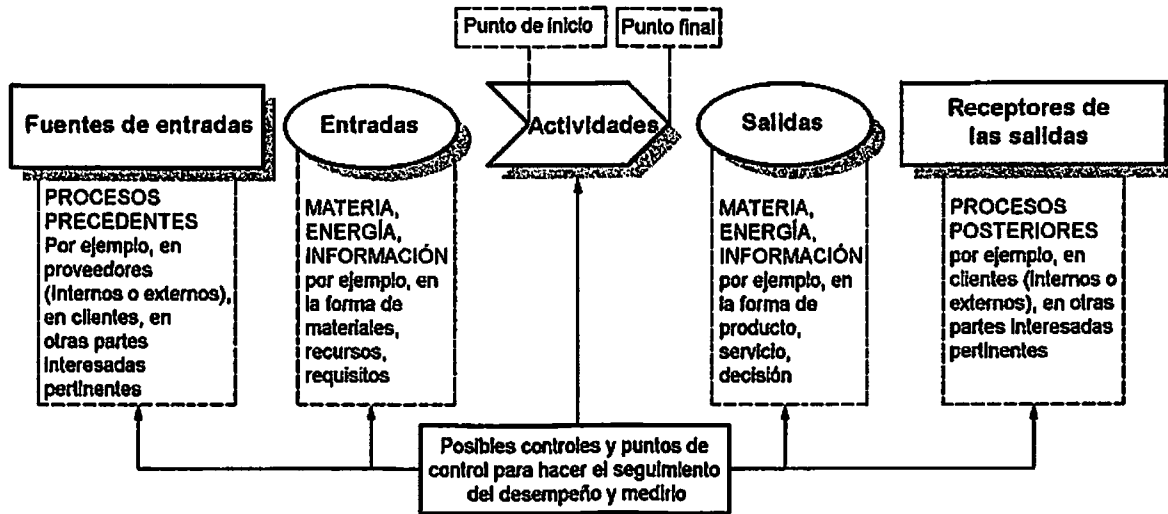 Punto de inicio
Punto final
Fuentes de entradas
Entradas
Actividades
Salidas
Receptores de
las salidas
PROCESOS
PRECEDENTES
Por ejemplo, en
proveedores
(internos o externos),
en clientes, en
otras partes
interesadas
pertinentes
MATERIA,
ENERGÍA,
INFORMACIÓN
por ejemplo, en
la forma de
materiales,
recursos,
requisitos
MATERIA,
ENERGÍA,
INFORMACIÓN
por ejemplo, en
la forma de
producto,
servicio,
decisión
PROCESOS
POSTERIORES
por ejemplo, en
clientes (internos o
externos), en otras
partes interesadas
pertinentes
Posibles controles y puntos de
control para hacer el seguimiento
del desempeño y medirlo